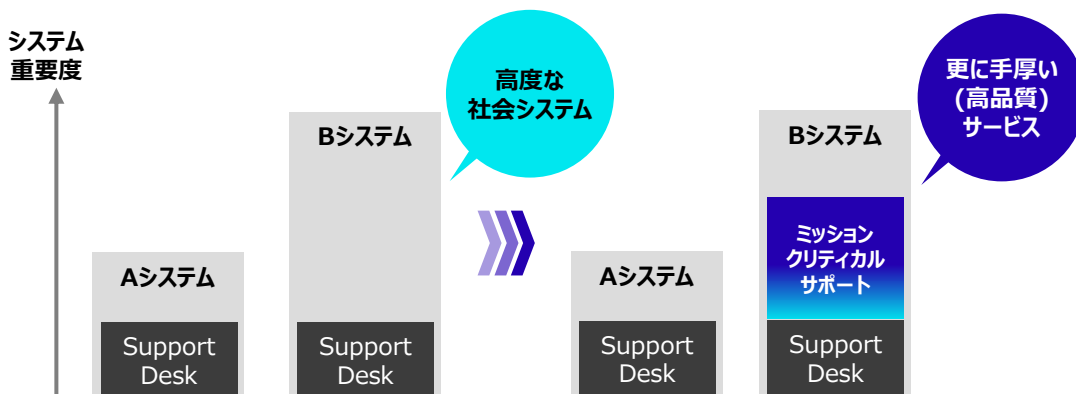 システム
重要度
Aシステム
Support
Desk
Bシステム
Support
Desk
高度な
社会システム
Aシステム
Support
Desk
Bシステム
ミッション
クリティカル
サポート
Support
Desk
更に手厚い
(高品質)
サービス